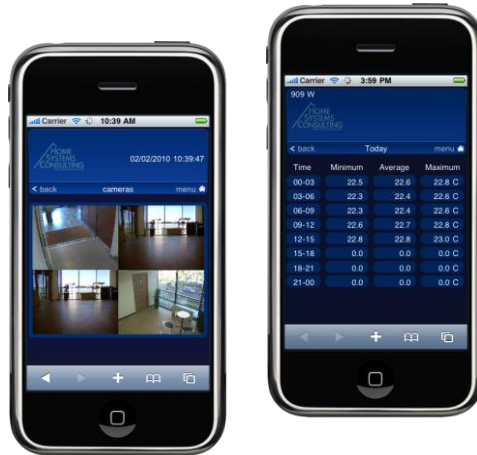 Carrier 10:39 AM
HOME
SYSTEMS
CONSULTING
02/02/2010 10:39:47
< back cameras menu
Carrier 3:59 PM
909 W
HOME
SYSTEMS
CONSULTING
< back Today menu
Time Minimum Average Maximum
00-03 22.5 22.6 22.8 C
03-06 22.3 22.4 22.6 C
06-09 22.3 22.4 22.6 C
09-12 22.6 22.7 22.8 C
12-15 22.8 22.8 23.0 C
15-18 0.0 0.0 0.0 C
18-21 0.0 0.0 0.0 C
21-00 0.0 0.0 0.0 C